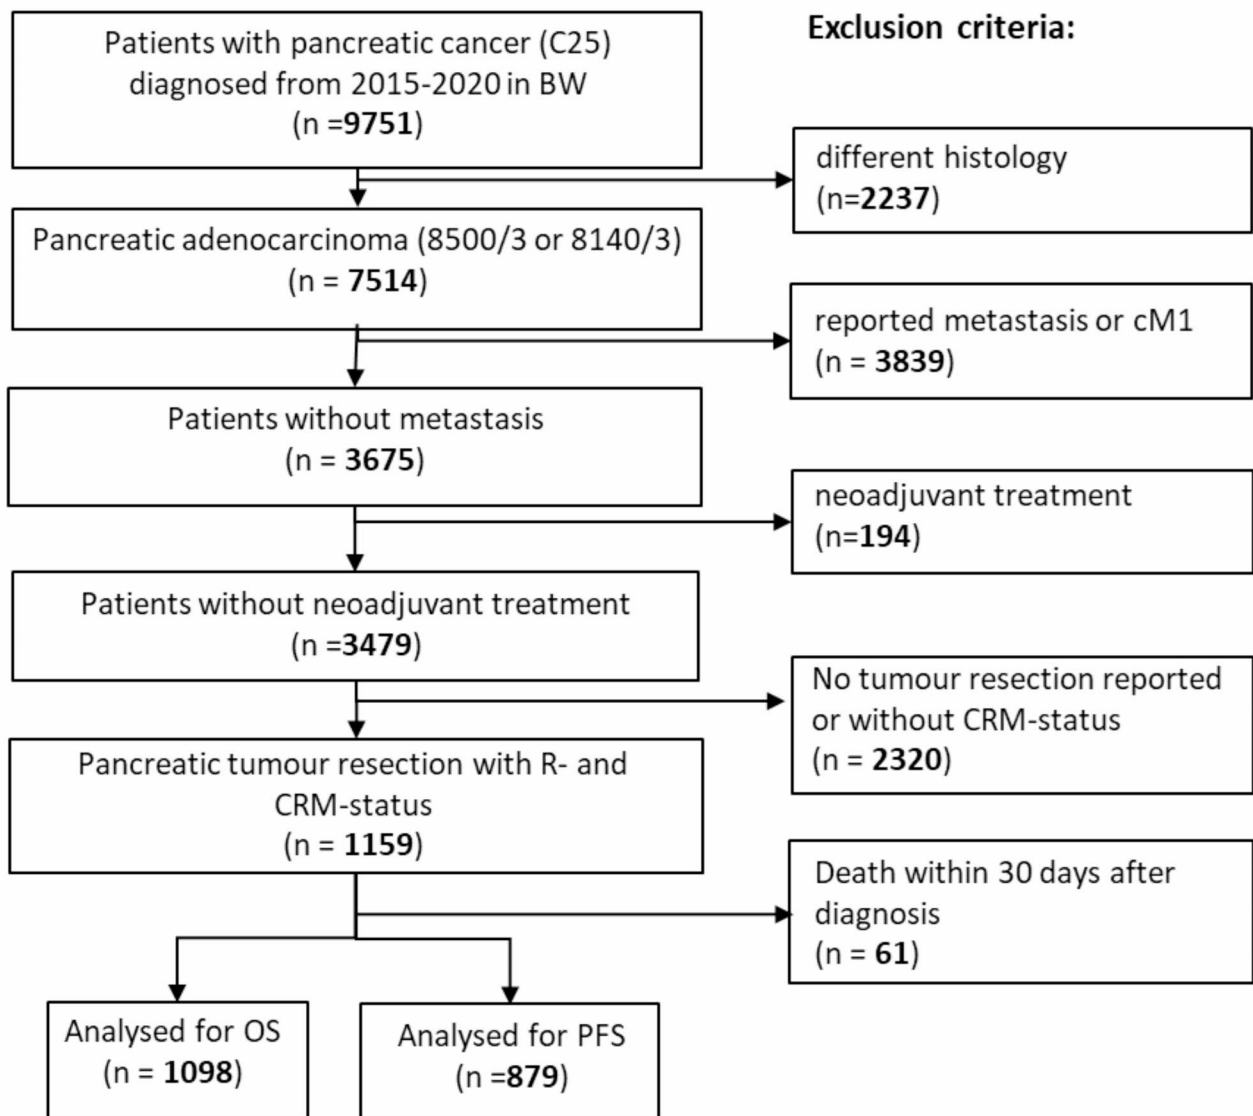 Exclusion criteria:
Patients with pancreatic cancer (C25)
diagnosed from 2015-2020 in BW
(n =9751)
different histology
(n=2237)
Pancreatic adenocarcinoma (8500/3 or 8140/3)
(n = 7514)
reported metastasis or cM1
(n = 3839)
Patients without metastasis
(n = 3675)
neoadjuvant treatment
(n=194)
Patients without neoadjuvant treatment
(n =3479)
No tumour resection reported
or without CRM-status
(n = 2320)
Pancreatic tumour resection with R- and
CRM-status
(n = 1159)
Death within 30 days after
diagnosis
(n = 61)
Analysed for OS
(n = 1098)
Analysed for PFS
(n =879)